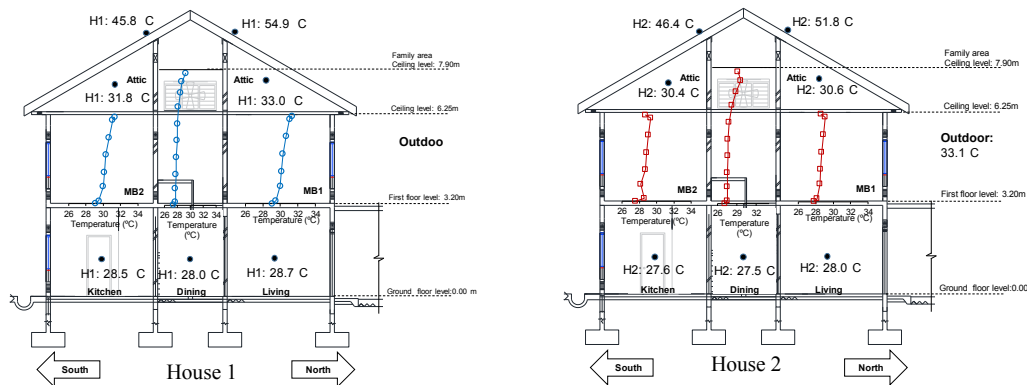 H1: 45.8 C
H1: 54.9 C
Family area
Ceiling level: 7.90m
Attic
Attic
H1: 31.8 C
H1: 33.0 C
Ceiling level: 6.25m
Outdoo
MB2
MB1
First floor level: 3.20m
26 28 30 32 34
26 28 30 32 34
26 28 30 32 34
Temperature (ºC)
Temperature
(ºC)
Temperature (ºC)
H1: 28.5 C
H1: 28.0 C
H1: 28.7 C
Kitchen
Dining
Living
Ground floor level:0.00 m
South
House 1
North
H2: 46.4 C
H2: 51.8 C
Family area
Ceiling level: 7.90m
Attic
Attic
H2: 30.4 C
H2: 30.6 C
Ceiling level: 6.25m
Outdoor:
33.1 C
MB2
MB1
First floor level: 3.20m
26 28 30 32 34
26 29 30 32 34
26 28 30 32 34
Temperature (ºC)
Temperature
(ºC)
Temperature (ºC)
H2: 27.6 C
H2: 27.5 C
H2: 28.0 C
Kitchen
Dining
Living
Ground floor level:0.00
South
House 2
North